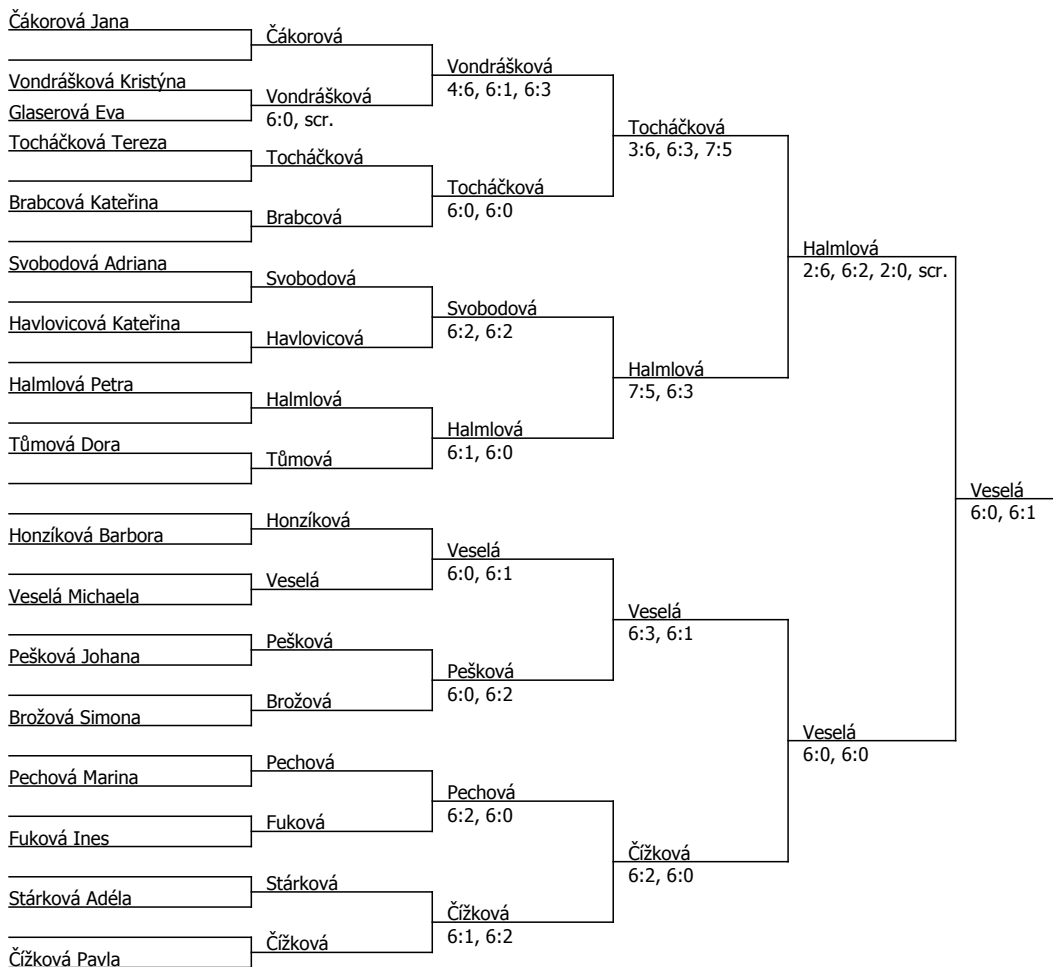 Čákorová Jana
Vondrášková Kristýna
Glaserová Eva
Tocháčková Tereza
Brabcová Kateřina
Svobodová Adriana
Havlovicová Kateřina
Halmlová Petra
Tůmová Dora
Honzíková Barbora
Veselá Michaela
Pešková Johana
Brožová Simona
Pechová Marina
Fuková Ines
Stárková Adéla
Čížková Pavla
Čákorová
Vondrášková
6:0, scr.
Tocháčková
Brabcová
Svobodová
Havlovicová
Halmlová
Tůmová
Honzíková
Veselá
Pešková
Brožová
Pechová
Fuková
Stárková
Čížková
Vondrášková
4:6, 6:1, 6:3
Tocháčková
6:0, 6:0
Svobodová
6:2, 6:2
Halmlová
6:1, 6:0
Veselá
6:0, 6:1
Pešková
6:0, 6:2
Pechová
6:2, 6:0
Čížková
6:1, 6:2
Tocháčková
3:6, 6:3, 7:5
Halmlová
7:5, 6:3
Veselá
6:3, 6:1
Čížková
6:2, 6:0
Halmlová
2:6, 6:2, 2:0, scr.
Veselá
6:0, 6:0
Veselá
6:0, 6:1